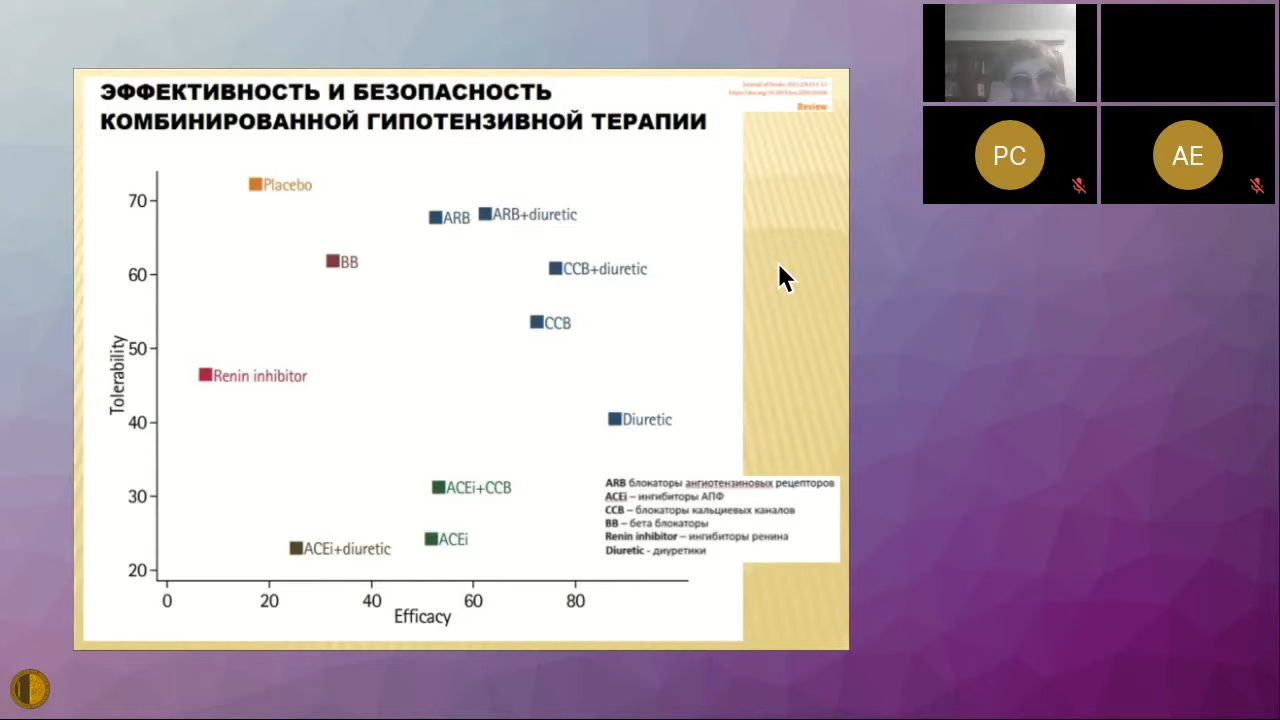 ЭФФЕКТИВНОСТЬ И БЕЗОПАСНОСТЬ
КОМБИНИРОВАННОЙ ГИПОТЕНЗИВНОЙ ТЕРАПИИ
Review
PC
AE
Tolerability
70
60
50
40
30
20
Placebo
ARB
ARB+diuretic
BB
CCB+diuretic
CCB
Renin inhibitor
Diuretic
ACEi+CCB
ACEi
ACEi+diuretic
0 20 40 60 80
Efficacy
ARB блокаторы ангиотензиновых рецепторов
ACEi – ингибиторы АПФ
CCB – блокаторы кальциевых каналов
BB – бета блокаторы
Renin inhibitor – ингибиторы ренина
Diuretic - диуретики